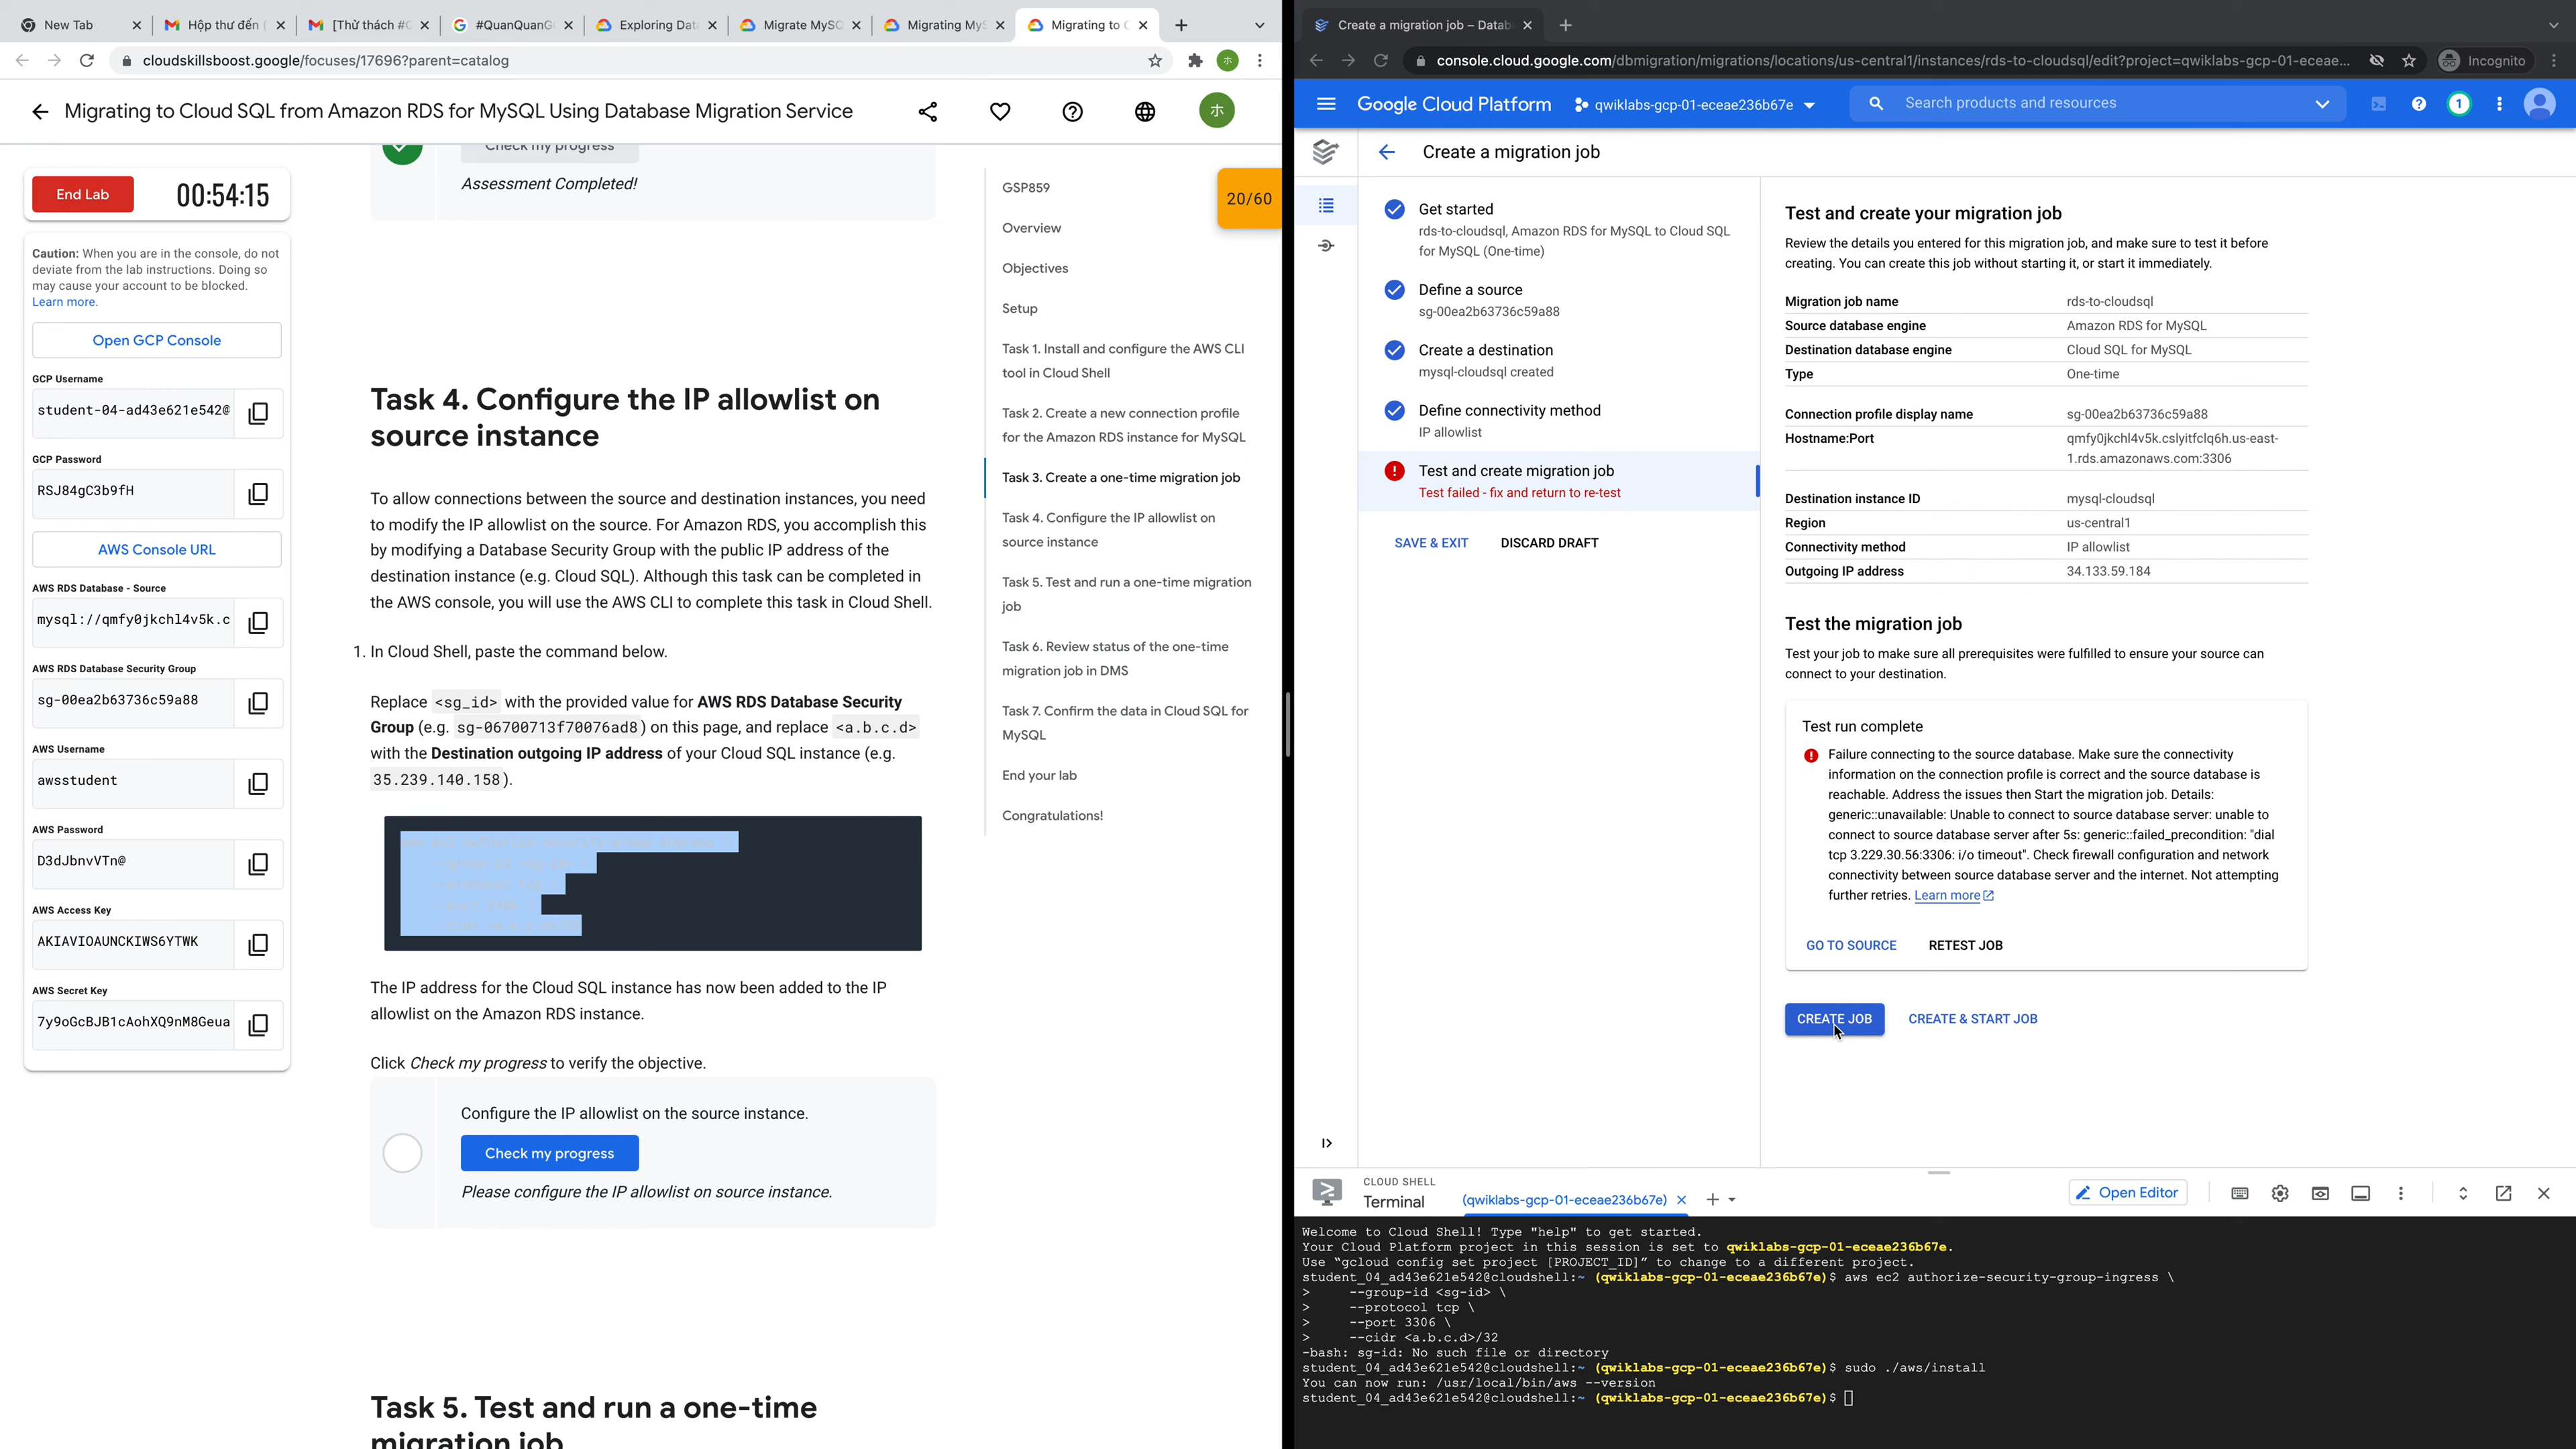 New Tab
Hộp thư đến (
[Thử thách #C
#QuanQuanG
Exploring Dat
Migrate MySQ
Migrating MyS
Migrating to C
cloudskillsboost.google/focuses/17696?parent=catalog
ホ
Migrating to Cloud SQL from Amazon RDS for MySQL Using Database Migration Service
ホ
End Lab
00:54:15
Caution: When you are in the console, do not
deviate from the lab instructions. Doing so
may cause your account to be blocked.
Learn more.
Open GCP Console
GCP Username
student-04-ad43e621e542@
GCP Password
RSJ84gC3b9fH
AWS Console URL
AWS RDS Database - Source
mysql://qmfy0jkchl4v5k.c
AWS RDS Database Security Group
sg-00ea2b63736c59a88
AWS Username
awsstudent
AWS Password
D3dJbnvVTn@
AWS Access Key
AKIAVIOAUNCKIWS6YTWK
AWS Secret Key
7y9oGcBJB1cAohXQ9nM8Geua
Check my progress
Assessment Completed!
Task 4. Configure the IP allowlist on
source instance
To allow connections between the source and destination instances, you need
to modify the IP allowlist on the source. For Amazon RDS, you accomplish this
by modifying a Database Security Group with the public IP address of the
destination instance (e.g. Cloud SQL). Although this task can be completed in
the AWS console, you will use the AWS CLI to complete this task in Cloud Shell.
1. In Cloud Shell, paste the command below.
Replace <sg_id> with the provided value for AWS RDS Database Security
Group (e.g. sg-06700713f70076ad8) on this page, and replace <a.b.c.d>
with the Destination outgoing IP address of your Cloud SQL instance (e.g.
35.239.140.158).
The IP address for the Cloud SQL instance has now been added to the IP
allowlist on the Amazon RDS instance.
Click Check my progress to verify the objective.
Configure the IP allowlist on the source instance.
Check my progress
Please configure the IP allowlist on source instance.
Task 5. Test and run a one-time
migration job
GSP859
Overview
Objectives
Setup
Task 1. Install and configure the AWS CLI
tool in Cloud Shell
Task 2. Create a new connection profile
for the Amazon RDS instance for MySQL
Task 3. Create a one-time migration job
Task 4. Configure the IP allowlist on
source instance
Task 5. Test and run a one-time migration
job
Task 6. Review status of the one-time
migration job in DMS
Task 7. Confirm the data in Cloud SQL for
MySQL
End your lab
Congratulations!
20/60
Create a migration job – Datab
console.cloud.google.com/dbmigration/migrations/locations/us-central1/instances/rds-to-cloudsql/edit?project=qwiklabs-gcp-01-eceae...
Incognito
Google Cloud Platform
qwiklabs-gcp-01-eceae236b67e
Search products and resources
1
Create a migration job
Get started
rds-to-cloudsql, Amazon RDS for MySQL to Cloud SQL
for MySQL (One-time)
Define a source
sg-00ea2b63736c59a88
Create a destination
mysql-cloudsql created
Define connectivity method
IP allowlist
Test and create migration job
Test failed - fix and return to re-test
SAVE & EXIT
DISCARD DRAFT
Test and create your migration job
Review the details you entered for this migration job, and make sure to test it before
creating. You can create this job without starting it, or start it immediately.
Migration job name rds-to-cloudsql
Source database engine Amazon RDS for MySQL
Destination database engine Cloud SQL for MySQL
Type One-time
Connection profile display name sg-00ea2b63736c59a88
Hostname:Port qmfy0jkchl4v5k.cslyitfclq6h.us-east-
1.rds.amazonaws.com:3306
Destination instance ID mysql-cloudsql
Region us-central1
Connectivity method IP allowlist
Outgoing IP address 34.133.59.184
Test the migration job
Test your job to make sure all prerequisites were fulfilled to ensure your source can
connect to your destination.
Test run complete
Failure connecting to the source database. Make sure the connectivity
information on the connection profile is correct and the source database is
reachable. Address the issues then Start the migration job. Details:
generic::unavailable: Unable to connect to source database server: unable to
connect to source database server after 5s: generic::failed_precondition: "dial
tcp 3.229.30.56:3306: i/o timeout". Check firewall configuration and network
connectivity between source database server and the internet. Not attempting
further retries. Learn more
GO TO SOURCE
RETEST JOB
CREATE JOB
CREATE & START JOB
CLOUD SHELL
Terminal
(qwiklabs-gcp-01-eceae236b67e)
Open Editor
Welcome to Cloud Shell! Type "help" to get started.
Your Cloud Platform project in this session is set to qwiklabs-gcp-01-eceae236b67e.
Use “gcloud config set project [PROJECT_ID]” to change to a different project.
student_04_ad43e621e542@cloudshell:~ (qwiklabs-gcp-01-eceae236b67e)$ aws ec2 authorize-security-group-ingress \
> --group-id <sg-id> \
> --protocol tcp \
> --port 3306 \
> --cidr <a.b.c.d>/32
-bash: sg-id: No such file or directory
student_04_ad43e621e542@cloudshell:~ (qwiklabs-gcp-01-eceae236b67e)$ sudo ./aws/install
You can now run: /usr/local/bin/aws --version
student_04_ad43e621e542@cloudshell:~ (qwiklabs-gcp-01-eceae236b67e)$